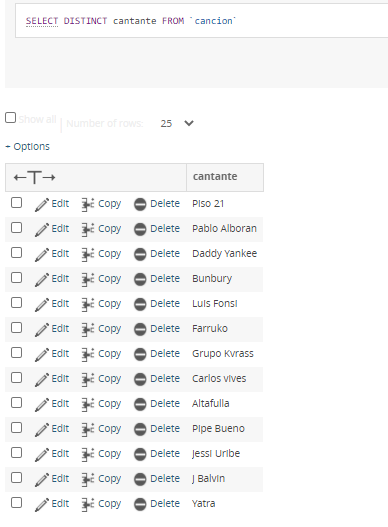 SELECT DISTINCT cantante FROM `cancion`
Show all | Number of rows: 25
+ Options
←T→ cantante
Edit Copy Delete Piso 21
Edit Copy Delete Pablo Alboran
Edit Copy Delete Daddy Yankee
Edit Copy Delete Bunbury
Edit Copy Delete Luis Fonsi
Edit Copy Delete Farruko
Edit Copy Delete Grupo Kvrass
Edit Copy Delete Carlos vives
Edit Copy Delete Altafulla
Edit Copy Delete Pipe Bueno
Edit Copy Delete Jessi Uribe
Edit Copy Delete J Balvin
Edit Copy Delete Yatra